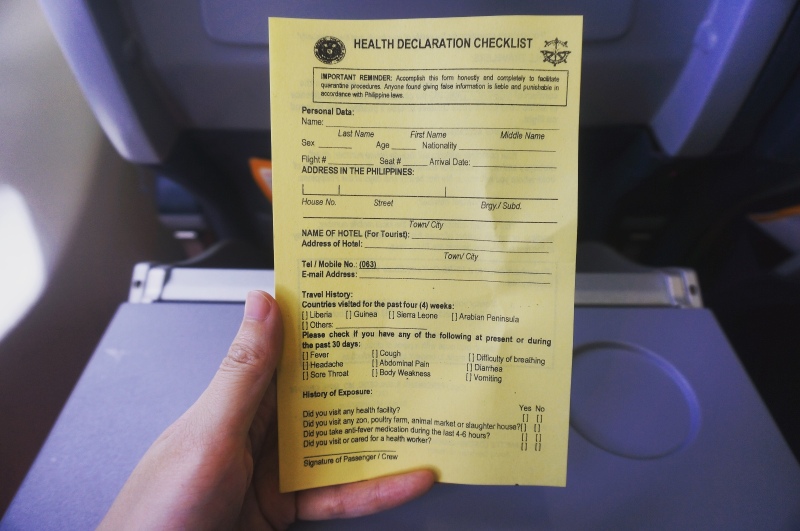 HEALTH DECLARATION CHECKLIST
IMPORTANT REMINDER: Accomplish this form honestly and completely to facilitate
quarantine procedures. Anyone found giving false information is liable and punishable in
accordance with Philippine laws.
Personal Data:
Name:
Last Name First Name Middle Name
Sex Age Nationality
Flight # Seat # Arrival Date:
ADDRESS IN THE PHILIPPINES:
House No. Street Brgy./ Subd.
Town/ City
NAME OF HOTEL (For Tourist):
Address of Hotel:
Town/ City
Tel / Mobile No.: (063)
E-mail Address:
Travel History:
Countries visited for the past four (4) weeks:
[ ] Liberia [ ] Guinea [ ] Sierra Leone [ ] Arabian Peninsula
[ ] Others:
Please check if you have any of the following at present or during
the past 30 days:
[ ] Fever [ ] Cough [ ] Difficulty of breathing
[ ] Headache [ ] Abdominal Pain [ ] Diarrhea
[ ] Sore Throat [ ] Body Weakness [ ] Vomiting
History of Exposure:
Yes No
Did you visit any health facility? [ ] [ ]
Did you visit any zoo, poultry farm, animal market or slaughter house? [ ] [ ]
Did you take anti-fever medication during the last 4-6 hours? [ ] [ ]
Did you visit or cared for a health worker? [ ] [ ]
Signature of Passenger / Crew